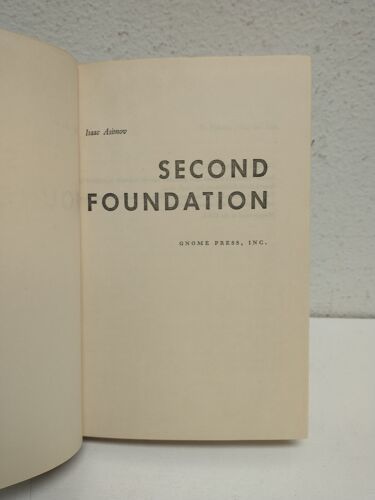 Isaac Asimov
SECOND
FOUNDATION
GNOME PRESS, INC.